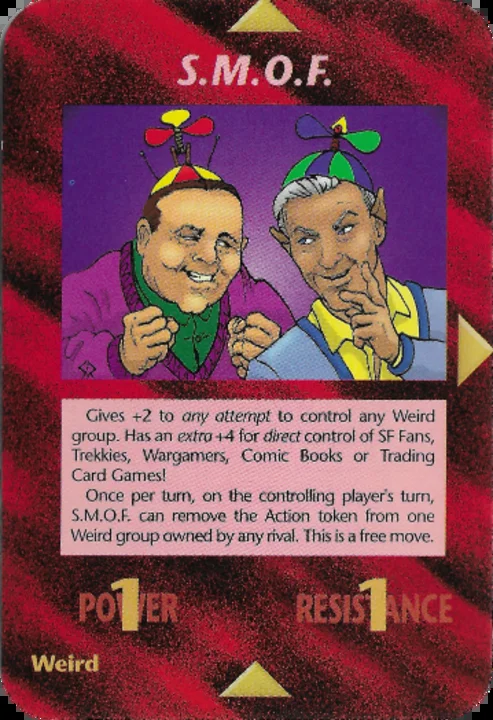 S.M.O.F.
Gives +2 to any attempt to control any Weird
group. Has an extra +4 for direct control of SF Fans,
Trekkies, Wargamers, Comic Books or Trading
Card Games!
Once per turn, on the controlling player's turn,
S.M.O.F. can remove the Action token from one
Weird group owned by any rival. This is a free move.
POWER 1 RESISTANCE 1
Weird